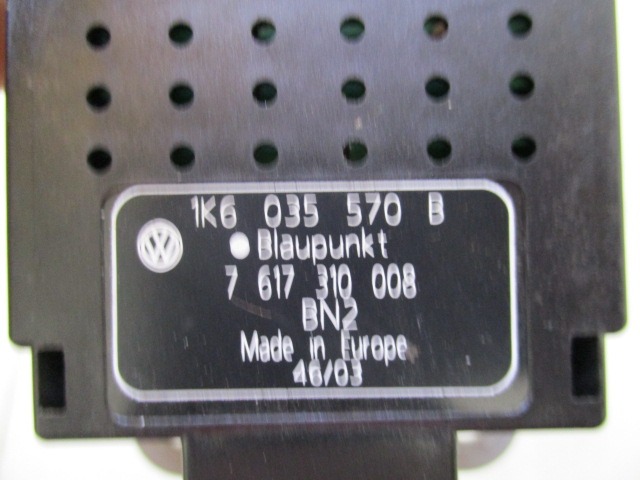 1K6 035 570 B
Blaupunkt
7 617 310 008
BN2
Made in Europe
46/03